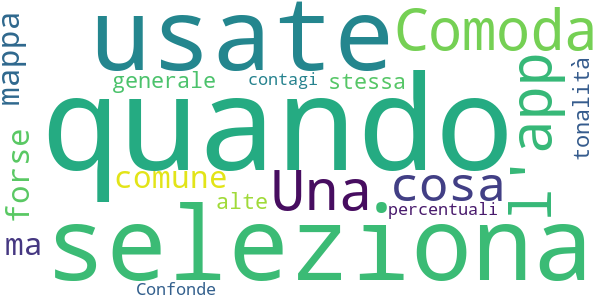 usate
Comoda
mappa
generale
contagi
stessa
l'app
tonalità
quando
forse
comune
Una
cosa
alte
percentuali
ma
seleziona
Confonde